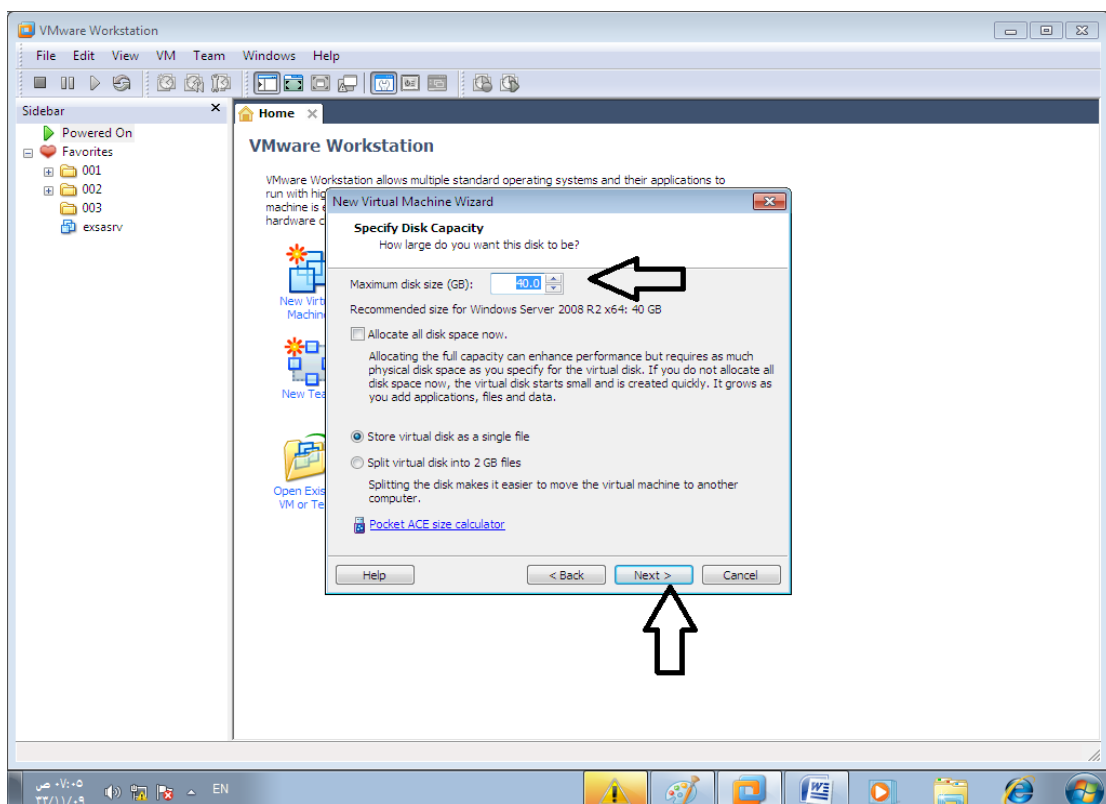 VMware Workstation
File Edit View VM Team Windows Help
Sidebar
Powered On
Favorites
001
002
003
exsasrv
Home
VMware Workstation
VMware Workstation allows multiple standard operating systems and their applications to
run with hig
machine is e
hardware c
New Virt
Machin
New Tea
Open Exis
VM or Te
New Virtual Machine Wizard
Specify Disk Capacity
How large do you want this disk to be?
Maximum disk size (GB): 40.0
Recommended size for Windows Server 2008 R2 x64: 40 GB
Allocate all disk space now.
Allocating the full capacity can enhance performance but requires as much
physical disk space as you specify for the virtual disk. If you do not allocate all
disk space now, the virtual disk starts small and is created quickly. It grows as
you add applications, files and data.
Store virtual disk as a single file
Split virtual disk into 2 GB files
Splitting the disk makes it easier to move the virtual machine to another
computer.
Pocket ACE size calculator
Help < Back Next > Cancel
٠٧:٠٥ ص
٣٣/١١/٠٩
EN